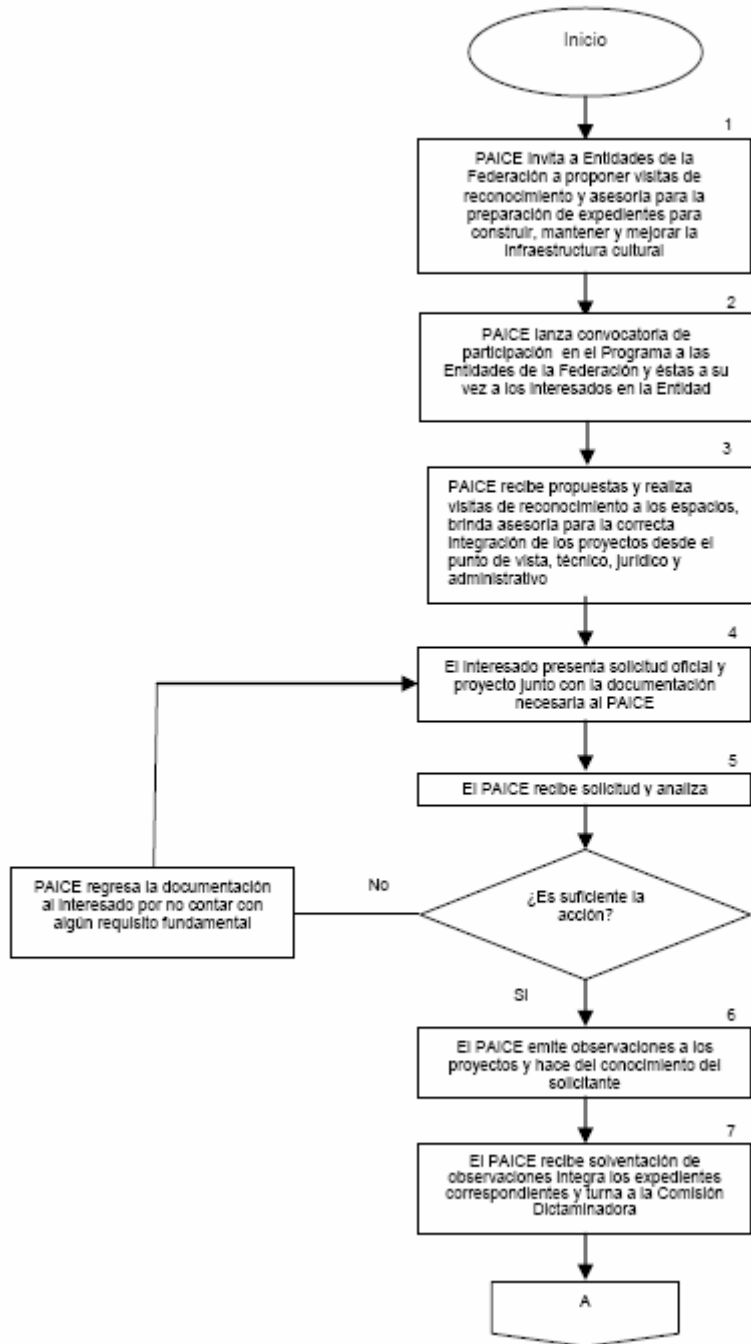 Inicio
1
PAICE invita a Entidades de la
Federación a proponer visitas de
reconocimiento y asesoría para la
preparación de expedientes para
construir, mantener y mejorar la
infraestructura cultural
2
PAICE lanza convocatoria de
participación en el Programa a las
Entidades de la Federación y éstas a su
vez a los interesados en la Entidad
3
PAICE recibe propuestas y realiza
visitas de reconocimiento a los espacios,
brinda asesoría para la correcta
integración de los proyectos desde el
punto de vista, técnico, jurídico y
administrativo
4
El interesado presenta solicitud oficial y
proyecto junto con la documentación
necesaria al PAICE
5
El PAICE recibe solicitud y analiza
¿Es suficiente la
acción?
No
PAICE regresa la documentación
al interesado por no contar con
algún requisito fundamental
SI
6
El PAICE emite observaciones a los
proyectos y hace del conocimiento del
solicitante
7
El PAICE recibe solventación de
observaciones integra los expedientes
correspondientes y turna a la Comisión
Dictaminadora
A